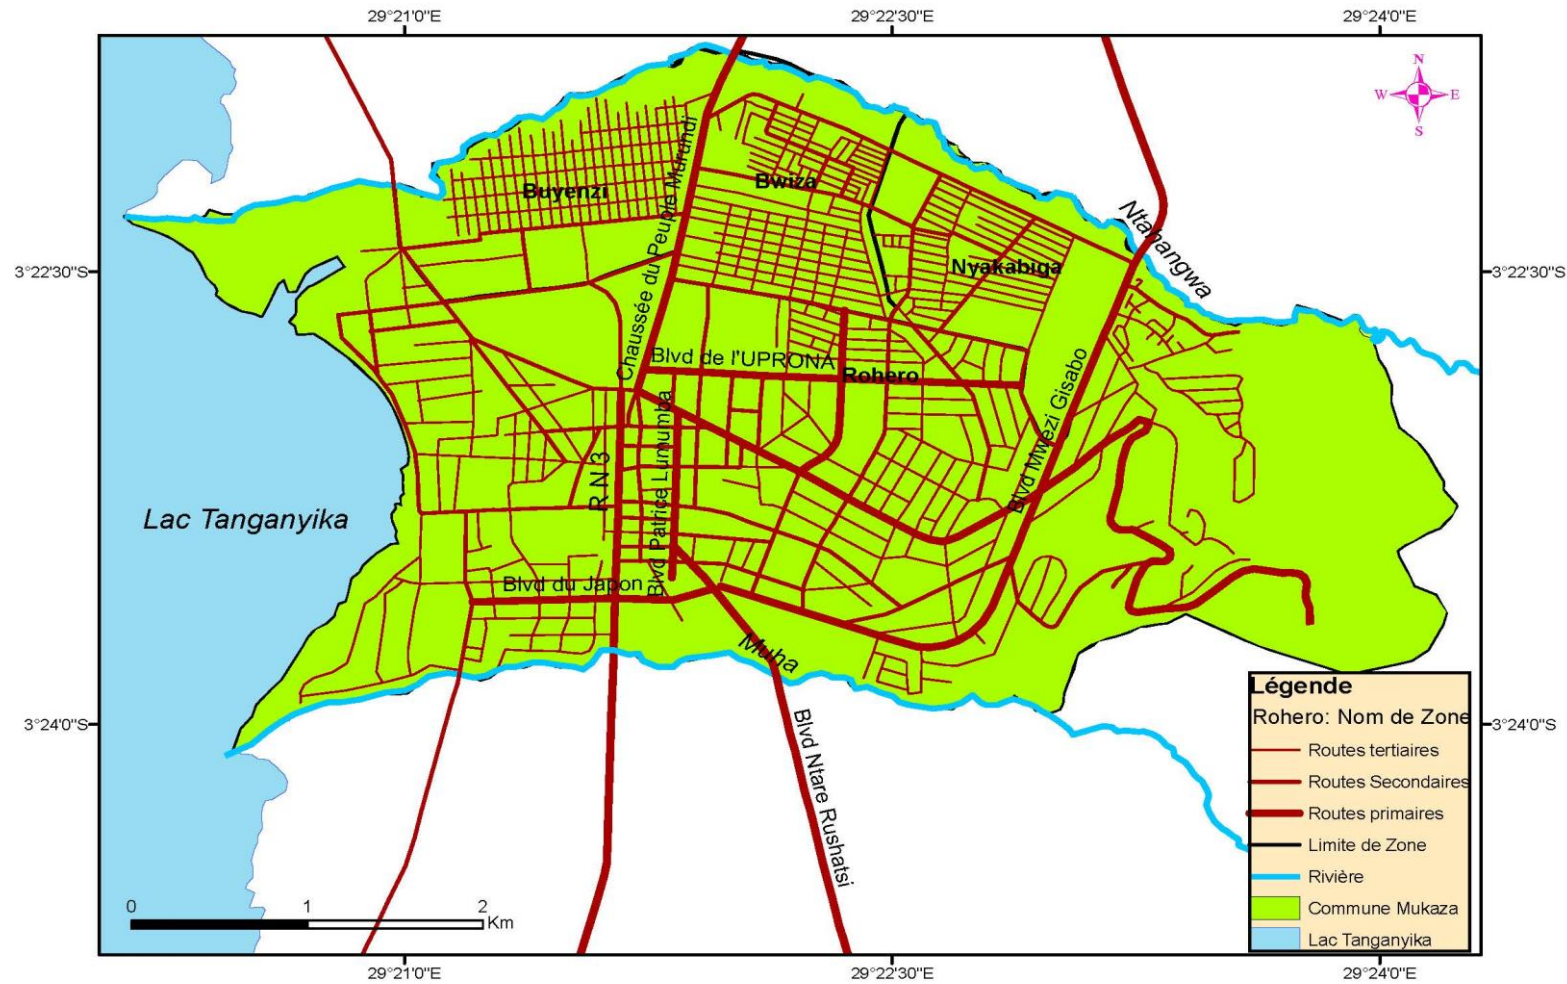 29°21'0"E
29°22'30"E
29°24'0"E
N
W
E
S
Chaussée du Peuple Murundi
Buyenzi
Bwiza
Ntahangwa
3°22'30"S
Nyakabiga
3°22'30"S
Blvd de l'UPRONA
Rohero
Blvd Mwezi Gisabo
Blvd Patrice Lumumba
R N 3
Lac Tanganyika
Blvd du Japon
Muha
3°24'0"S
Blvd Ntare Rushatsi
3°24'0"S
Légende
Rohero: Nom de Zone
Routes tertiaires
Routes Secondaires
Routes primaires
Limite de Zone
Rivière
Commune Mukaza
Lac Tanganyika
0 1 2
Km
29°21'0"E
29°22'30"E
29°24'0"E